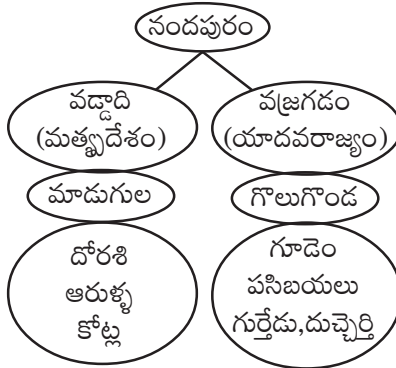 నందపురం
వడ్డాది
(మత్స్యదేశం)
మాడుగుల
దోరశి
ఆరుళ్ళ
కోట్ల
వజ్రగడం
(యాదవరాజ్యం)
గొలుగొండ
గూడెం
పసిబయలు
గుర్తేడు,దుచ్చెర్తి